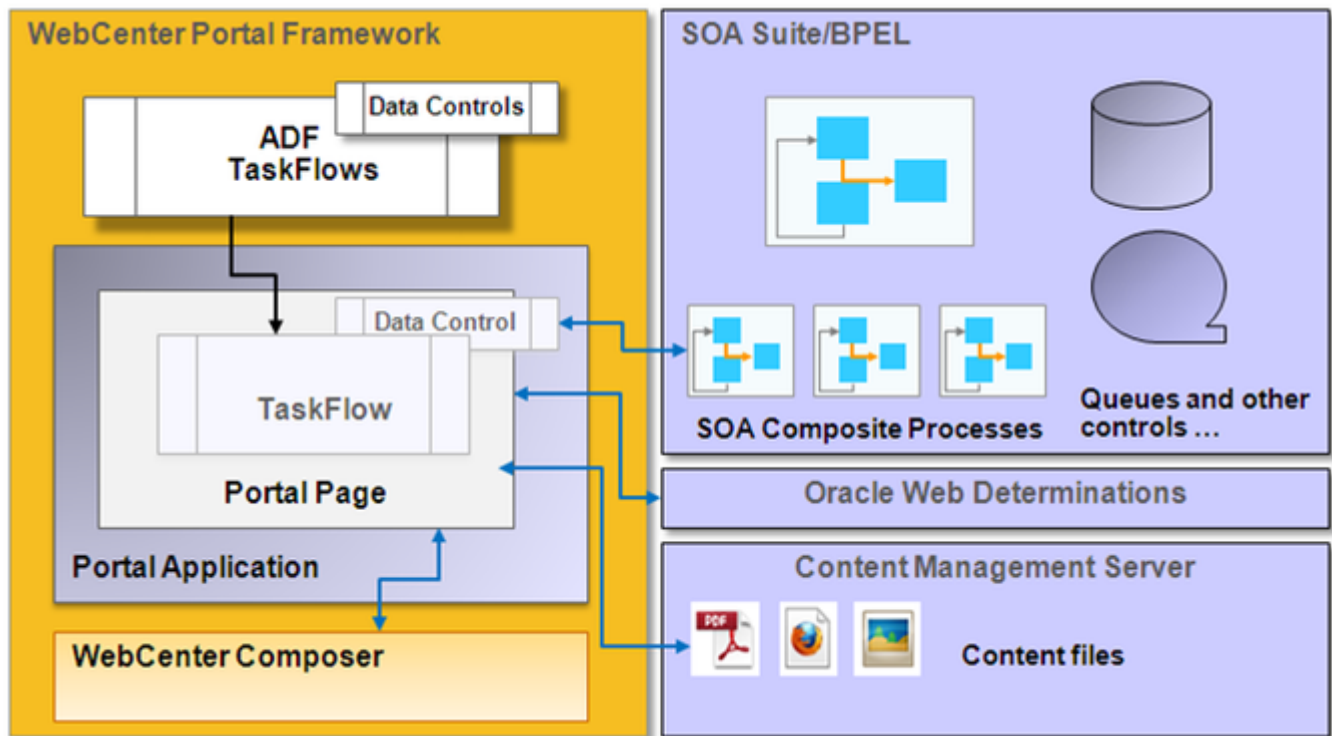 WebCenter Portal Framework
Data Controls
ADF
TaskFlows
Data Control
TaskFlow
Portal Page
Portal Application
WebCenter Composer
SOA Suite/BPEL
SOA Composite Processes
Queues and other
controls ...
Oracle Web Determinations
Content Management Server
PDF
Content files